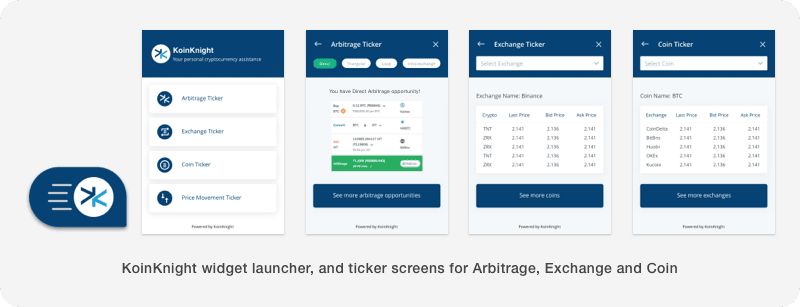 KoinKnight
Your personal cryptocurrency assistance
Arbitrage Ticker
Exchange Ticker
Coin Ticker
Price Movement Ticker
Powered by KoinKnight
Arbitrage Ticker
Direct Triangular Loop Intra exchange
You have Direct Arbitrage opportunity!
Buy
BTC
Convert BTC
Sell
See more arbitrage opportunities
Powered by KoinKnight
Exchange Ticker
Select Exchange
Exchange Name: Binance
Crypto Last Price Bid Price Ask Price
TNT 2.141 2.136 2.141
ZRX 2.141 2.136 2.141
ZRX 2.141 2.136 2.141
TNT 2.141 2.136 2.141
ZRX 2.141 2.136 2.141
See more coins
Powered by KoinKnight
Coin Ticker
Select Coin
Coin Name: BTC
Exchange Last Price Bid Price Ask Price
CoinDelta 2.141 2.136 2.141
BitBns 2.141 2.136 2.141
Huobi 2.141 2.136 2.141
OKEx 2.141 2.136 2.141
Kucoin 2.141 2.136 2.141
See more exchanges
Powered by KoinKnight
KoinKnight widget launcher, and ticker screens for Arbitrage, Exchange and Coin